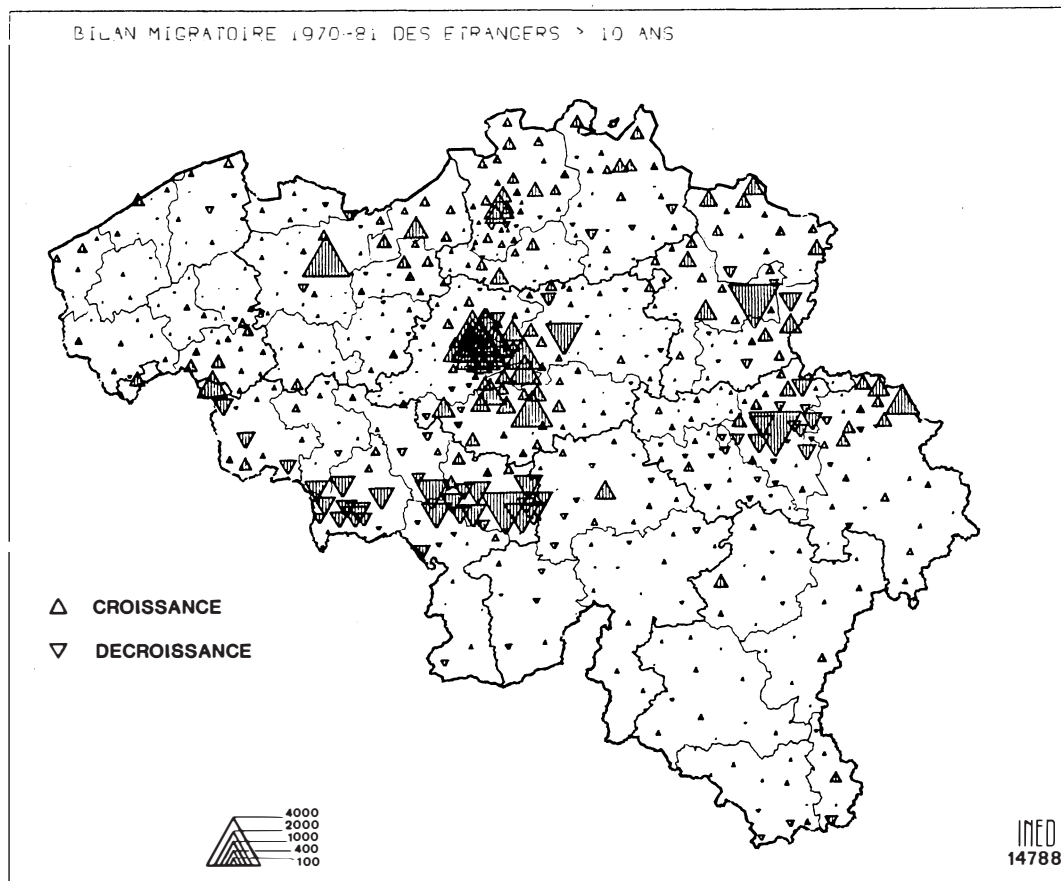 BILAN MIGRATOIRE 1970-81 DES ETRANGERS > 10 ANS
△ CROISSANCE
▽ DECROISSANCE
4000
2000
1000
400
100
INED
14788